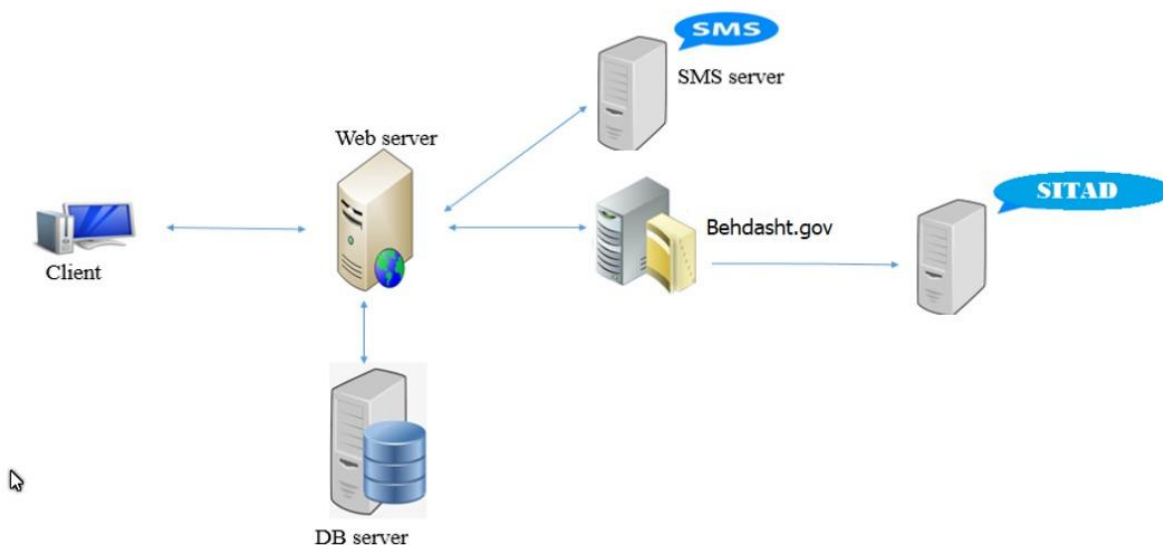 SMS
SMS server
Web server
SITAD
Behdasht.gov
Client
DB server